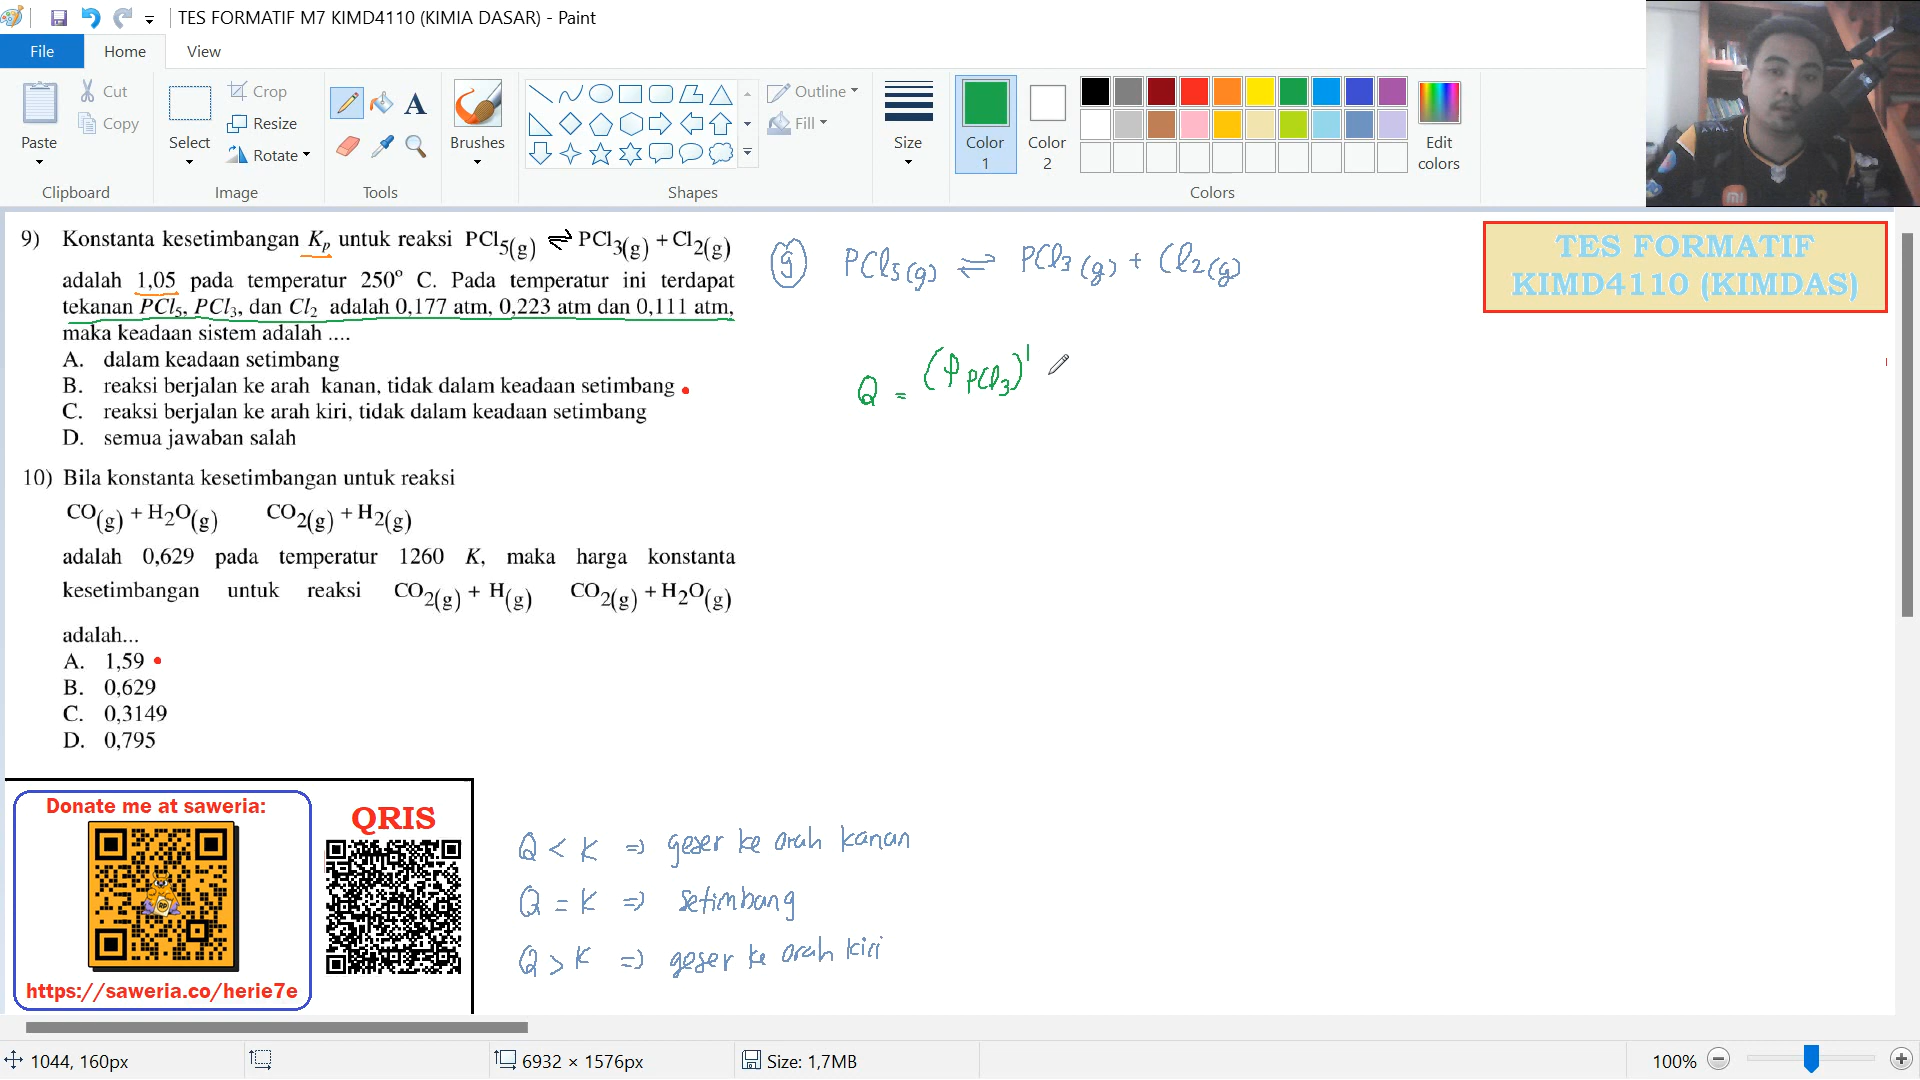 TES FORMATIF M7 KIMD4110 (KIMIA DASAR) - Paint
File Home View
Paste
Cut
Copy
Clipboard
Select
Crop
Resize
Rotate
Image
A
Tools
Brushes
Outline
Fill
Shapes
Size
Color 1
Color 2
Edit colors
Colors
9) Konstanta kesetimbangan Kp untuk reaksi PCl5(g) ⇌ PCl3(g) + Cl2(g)
adalah 1,05 pada temperatur 250° C. Pada temperatur ini terdapat
tekanan PCl5, PCl3, dan Cl2 adalah 0,177 atm, 0,223 atm dan 0,111 atm,
maka keadaan sistem adalah ....
A. dalam keadaan setimbang
B. reaksi berjalan ke arah kanan, tidak dalam keadaan setimbang
C. reaksi berjalan ke arah kiri, tidak dalam keadaan setimbang
D. semua jawaban salah
10) Bila konstanta kesetimbangan untuk reaksi
CO(g) + H2O(g) CO2(g) + H2(g)
adalah 0,629 pada temperatur 1260 K, maka harga konstanta
kesetimbangan untuk reaksi CO2(g) + H(g) CO2(g) + H2O(g)
adalah...
A. 1,59
B. 0,629
C. 0,3149
D. 0,795
9 PCl5(g) ⇌ PCl3(g) + Cl2(g)
Q = (P PCl3)^1
TES FORMATIF
KIMD4110 (KIMDAS)
mi
Donate me at saweria:
RP
https://saweria.co/herie7e
QRIS
Q < K => geser ke arah kanan
Q = K => setimbang
Q > K => geser ke arah kiri
1044, 160px
6932 × 1576px
Size: 1,7MB
100%